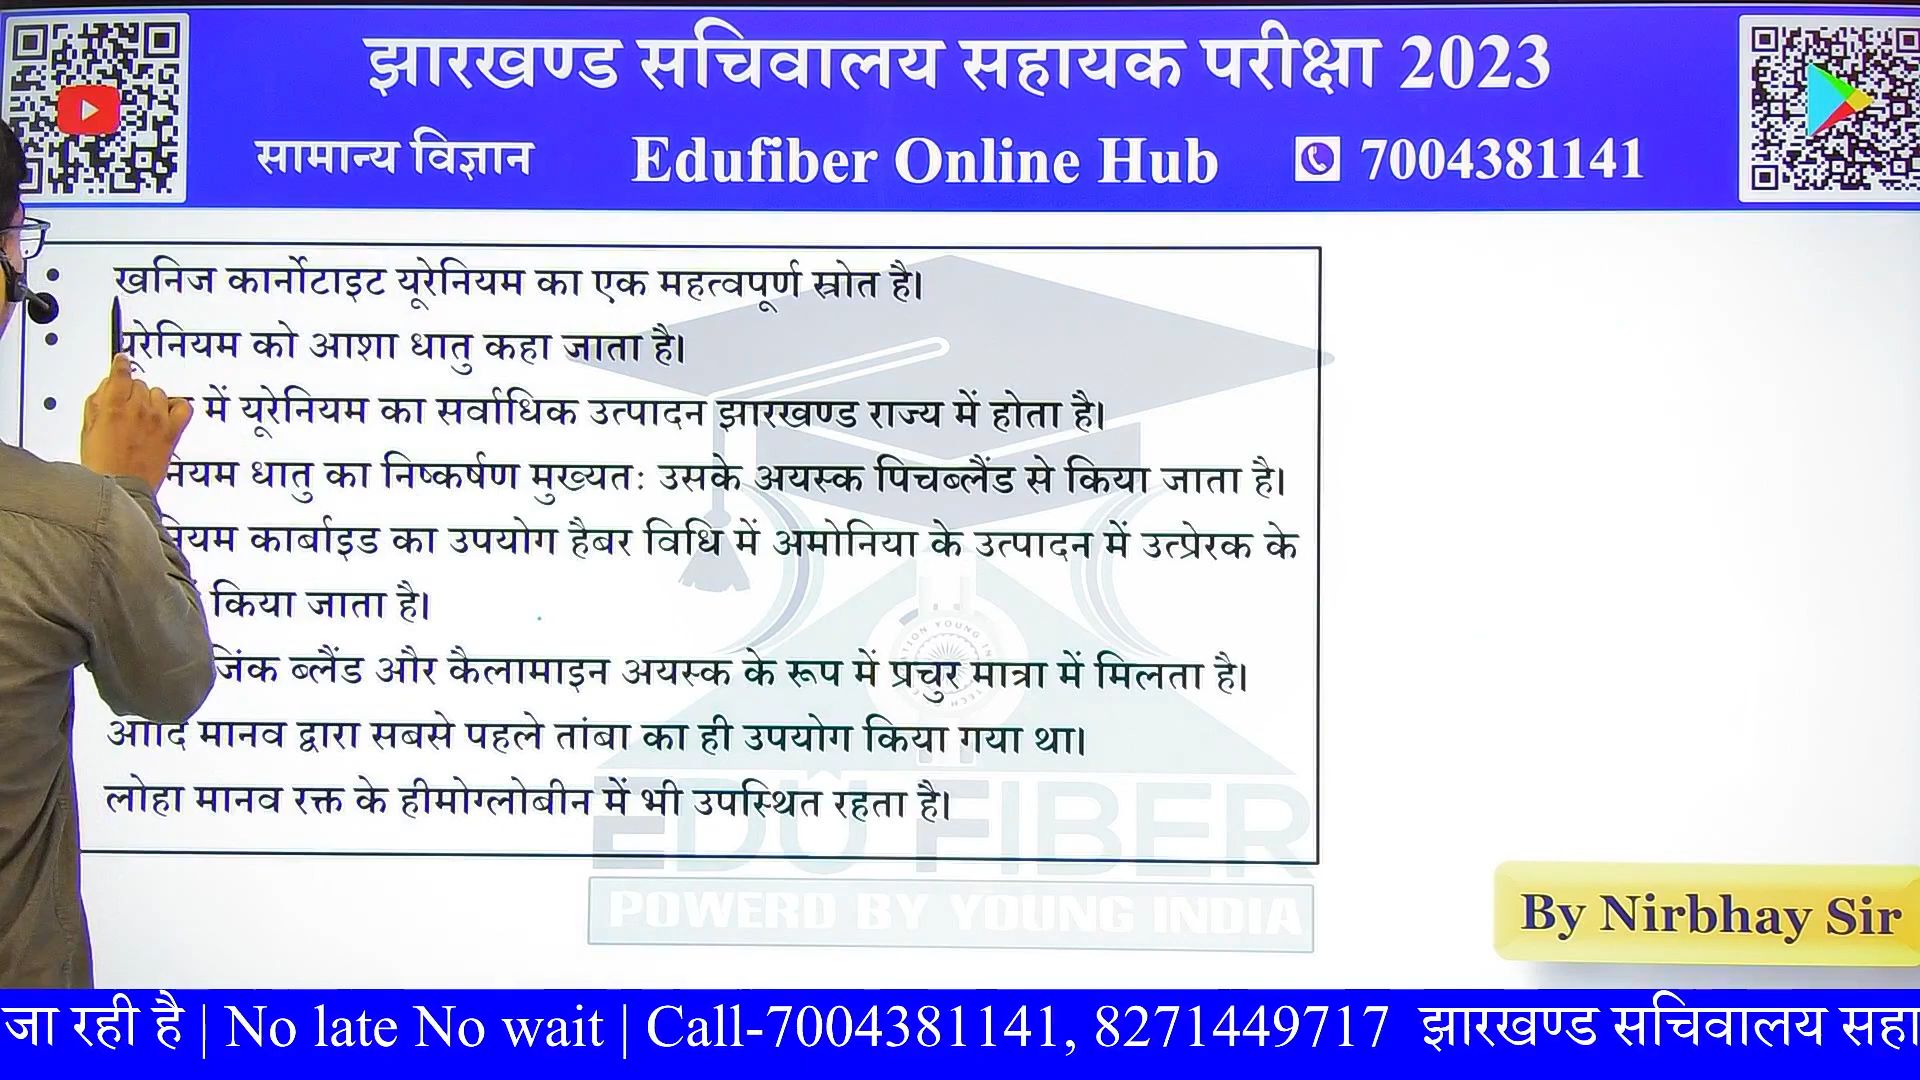 झारखण्ड सचिवालय सहायक परीक्षा 2023
सामान्य विज्ञान Edufiber Online Hub 7004381141
खनिज कार्नोटाइट यूरेनियम का एक महत्वपूर्ण स्रोत है।
यूरेनियम को आशा धातु कहा जाता है।
में यूरेनियम का सर्वाधिक उत्पादन झारखण्ड राज्य में होता है।
नियम धातु का निष्कर्षण मुख्यतः उसके अयस्क पिचब्लैंड से किया जाता है।
नियम कार्बाइड का उपयोग हैबर विधि में अमोनिया के उत्पादन में उत्प्रेरक के
किया जाता है।
जिंक ब्लैंड और कैलामाइन अयस्क के रूप में प्रचुर मात्रा में मिलता है।
आदि मानव द्वारा सबसे पहले तांबा का ही उपयोग किया गया था।
लोहा मानव रक्त के हीमोग्लोबीन में भी उपस्थित रहता है।
EDU FIBER
POWERD BY YOUNG INDIA
By Nirbhay Sir
जा रही है | No late No wait | Call-7004381141, 8271449717 झारखण्ड सचिवालय सहा